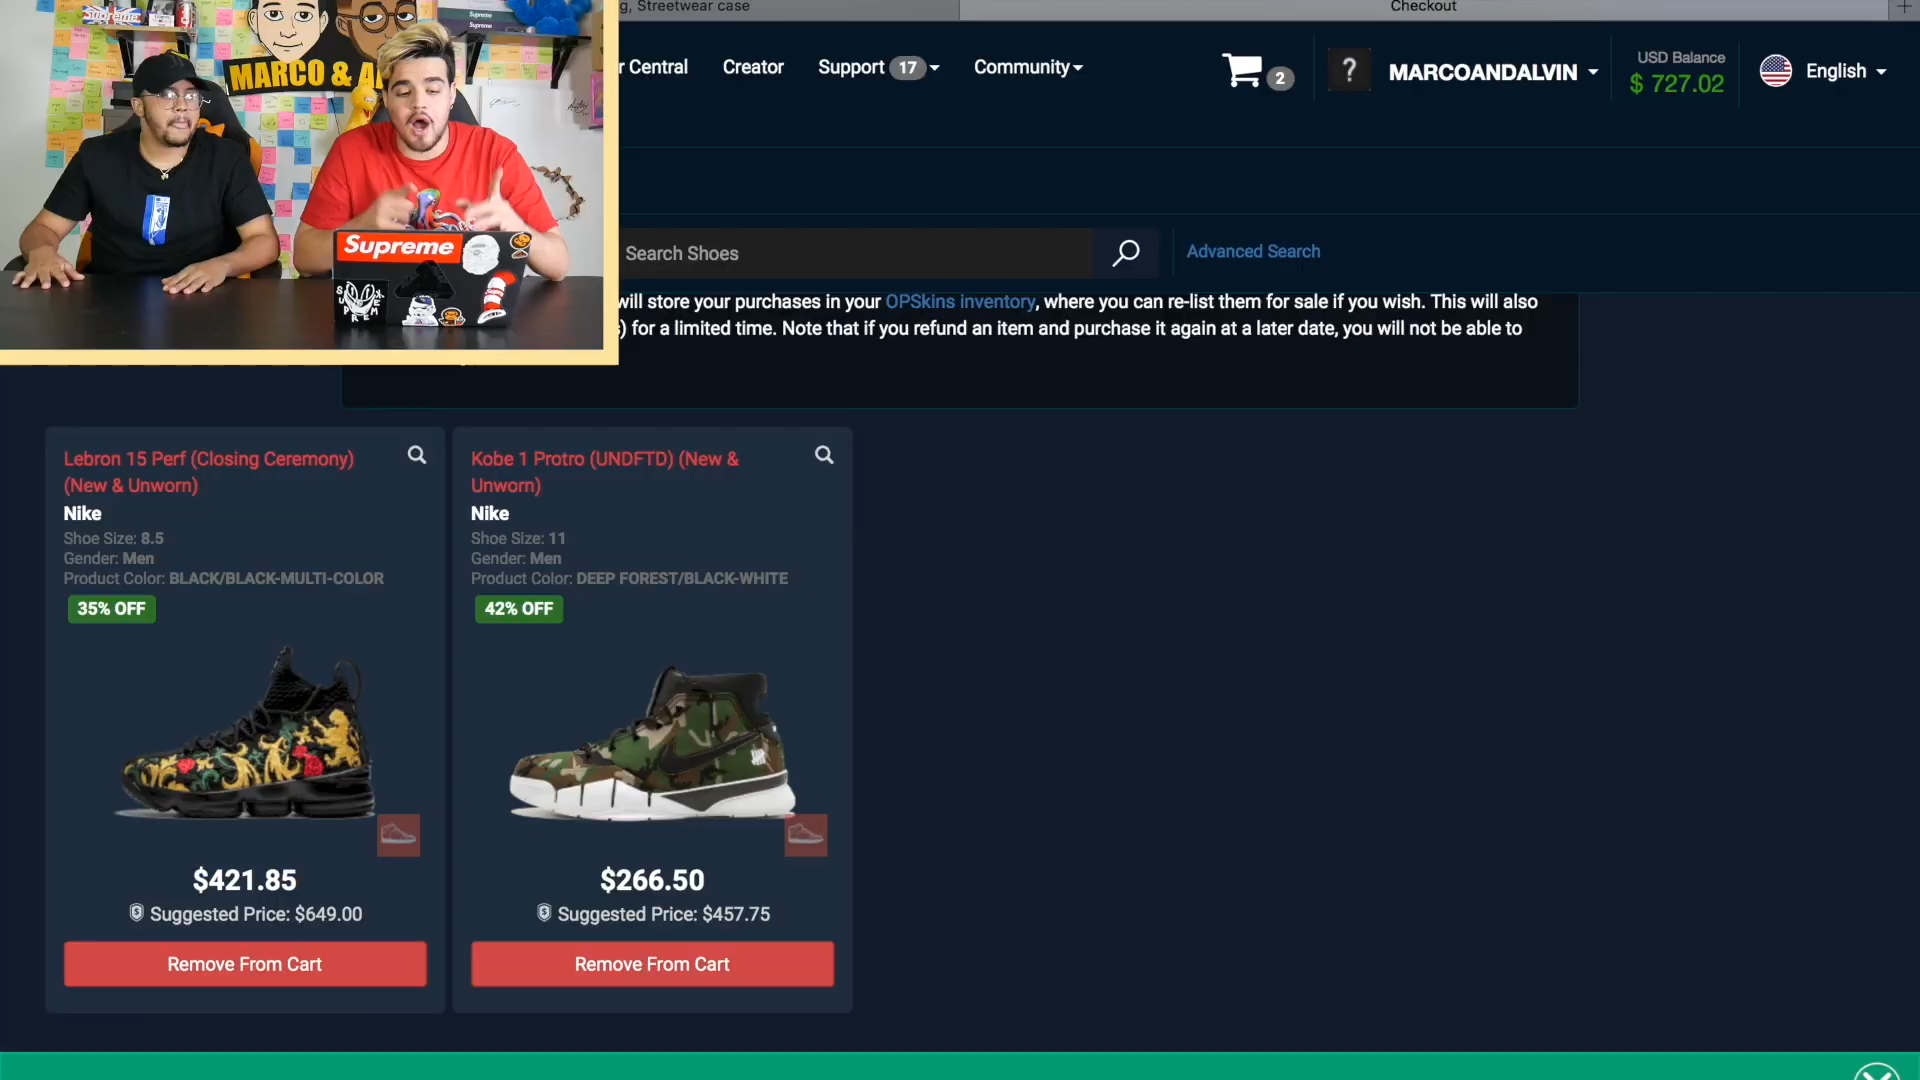 g, Streetwear case
Checkout
Supreme
Supreme
Supreme
MARCO & A
r Central
Creator
Support 17
Community
2
?
MARCOANDALVIN
USD Balance
$ 727.02
English
Supreme
Search Shoes
Advanced Search
will store your purchases in your OPSkins inventory, where you can re-list them for sale if you wish. This will also
) for a limited time. Note that if you refund an item and purchase it again at a later date, you will not be able to
Lebron 15 Perf (Closing Ceremony)
(New & Unworn)
Nike
Shoe Size: 8.5
Gender: Men
Product Color: BLACK/BLACK-MULTI-COLOR
35% OFF
$421.85
Suggested Price: $649.00
Remove From Cart
Kobe 1 Protro (UNDFTD) (New &
Unworn)
Nike
Shoe Size: 11
Gender: Men
Product Color: DEEP FOREST/BLACK-WHITE
42% OFF
$266.50
Suggested Price: $457.75
Remove From Cart